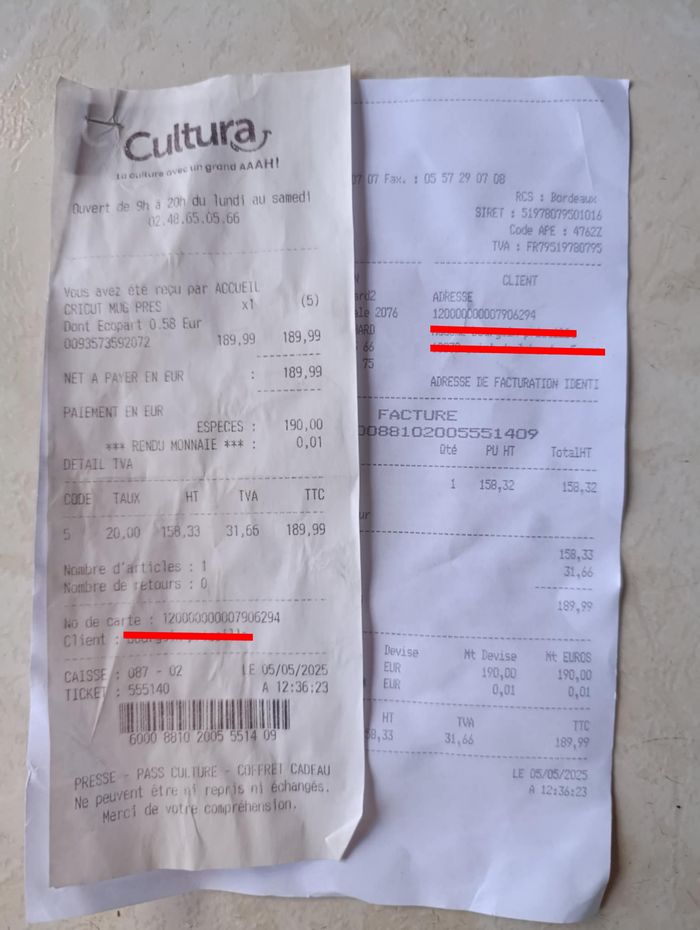 Cultura
La culture avec un grand AAAH!
Ouvert de 9h à 20h du lundi au samedi
02.48.65.05.66
Vous avez été reçu par ACCUEIL
CRICUT MUG PRES x1 (5)
Dont Ecopart 0.58 Eur
0093573592072 189,99 189,99
NET A PAYER EN EUR : 189,99
PAIEMENT EN EUR
ESPECES : 190,00
*** RENDU MONNAIE *** : 0,01
DETAIL TVA
CODE TAUX HT TVA TTC
5 20,00 158,33 31,66 189,99
Nombre d'articles : 1
Nombre de retours : 0
No de carte : 120000000007906294
Client :
CAISSE : 087 - 02 LE 05/05/2025
TICKET : 555140 A 12:36:23
6000 8810 2005 5514 09
PRESSE - PASS CULTURE - COFFRET CADEAU
Ne peuvent être ni repris ni échangés.
Merci de votre compréhension.
07 07 Fax. : 05 57 29 07 08
RCS : Bordeaux
SIRET : 51978079501016
Code APE : 4762Z
TVA : FR79519780795
CLIENT
ADRESSE
2076 120000000007906294
66
75
ADRESSE DE FACTURATION IDENTI
FACTURE
0088102005551409
Qté PU HT TotalHT
1 158,32 158,32
158,33
31,66
189,99
Devise Mt Devise Mt EUROS
EUR 190,00 190,00
EUR 0,01 0,01
HT TVA TTC
58,33 31,66 189,99
LE 05/05/2025
A 12:36:23